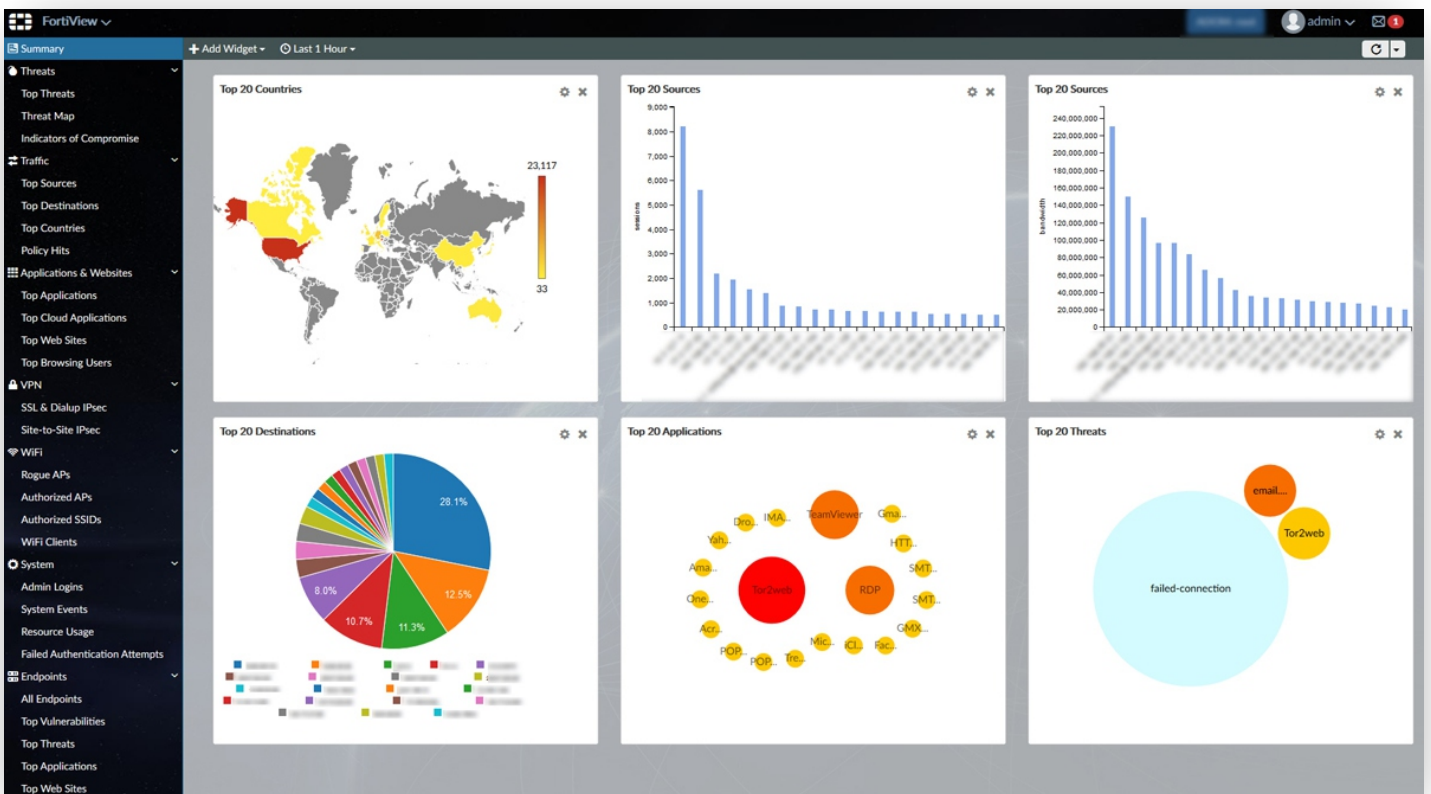 FortiView
admin
1
Summary
Add Widget
Last 1 Hour
Threats
Top Threats
Threat Map
Indicators of Compromise
Traffic
Top Sources
Top Destinations
Top Countries
Policy Hits
Applications & Websites
Top Applications
Top Cloud Applications
Top Web Sites
Top Browsing Users
VPN
SSL & Dialup IPsec
Site-to-Site IPsec
WiFi
Rogue APs
Authorized APs
Authorized SSIDs
WiFi Clients
System
Admin Logins
System Events
Resource Usage
Failed Authentication Attempts
Endpoints
All Endpoints
Top Vulnerabilities
Top Threats
Top Applications
Top Web Sites
Top 20 Countries
23,117
33
Top 20 Sources
sessions
9,000
8,000
7,000
6,000
5,000
4,000
3,000
2,000
1,000
0
Top 20 Sources
bandwidth
240,000,000
220,000,000
200,000,000
180,000,000
160,000,000
140,000,000
120,000,000
100,000,000
80,000,000
60,000,000
40,000,000
20,000,000
0
Top 20 Destinations
28.1%
12.5%
11.3%
10.7%
8.0%
Top 20 Applications
TeamViewer
Gma...
IMA...
Dro...
Yah...
HTT...
Ama...
SMT...
Tor2web
RDP
One...
SMT...
Acr...
GMX...
POP...
POP...
Tre...
Mic...
iCl...
Fac...
Top 20 Threats
email....
Tor2web
failed-connection